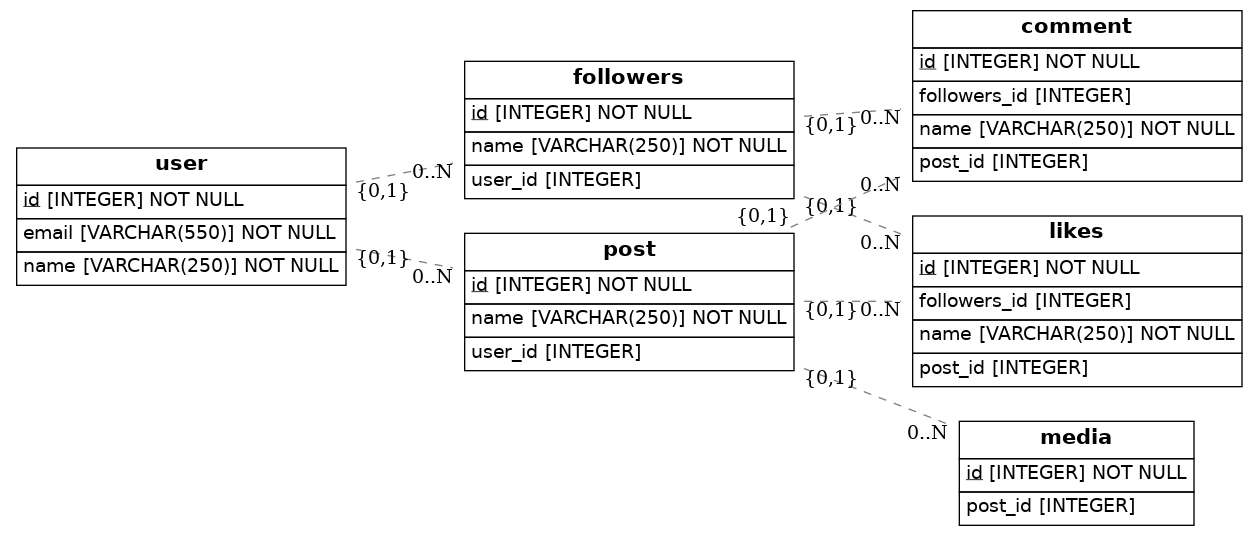 user
id [INTEGER] NOT NULL
email [VARCHAR(550)] NOT NULL
name [VARCHAR(250)] NOT NULL
{0,1}
0..N
{0,1}
0..N
followers
id [INTEGER] NOT NULL
name [VARCHAR(250)] NOT NULL
user_id [INTEGER]
{0,1}
0..N
{0,1}
0..N
post
id [INTEGER] NOT NULL
name [VARCHAR(250)] NOT NULL
user_id [INTEGER]
{0,1}
0..N
{0,1}
0..N
{0,1}
0..N
comment
id [INTEGER] NOT NULL
followers_id [INTEGER]
name [VARCHAR(250)] NOT NULL
post_id [INTEGER]
likes
id [INTEGER] NOT NULL
followers_id [INTEGER]
name [VARCHAR(250)] NOT NULL
post_id [INTEGER]
media
id [INTEGER] NOT NULL
post_id [INTEGER]